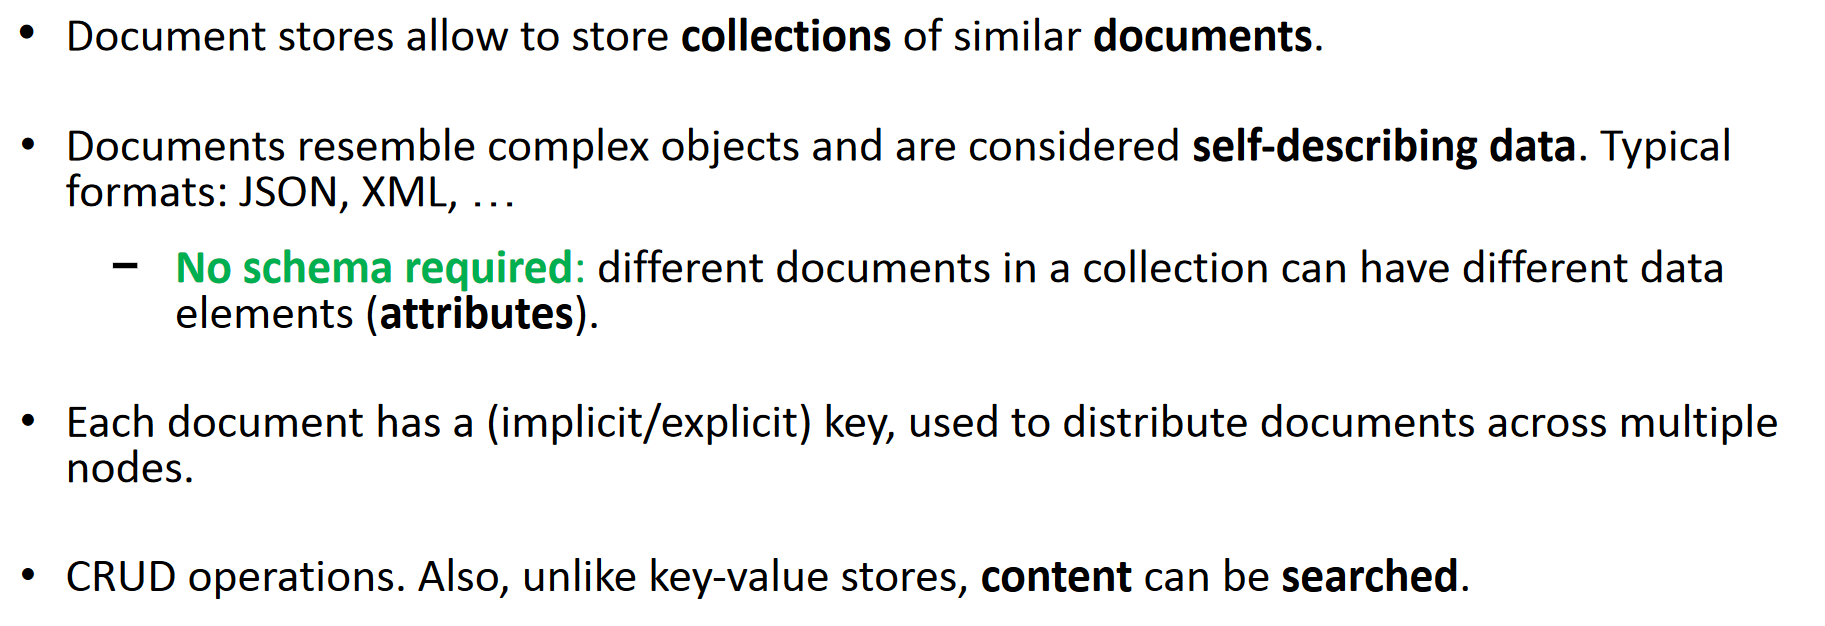 • Document stores allow to store collections of similar documents.
• Documents resemble complex objects and are considered self-describing data. Typical
formats: JSON, XML, …
– No schema required: different documents in a collection can have different data
elements (attributes).
• Each document has a (implicit/explicit) key, used to distribute documents across multiple
nodes.
• CRUD operations. Also, unlike key-value stores, content can be searched.